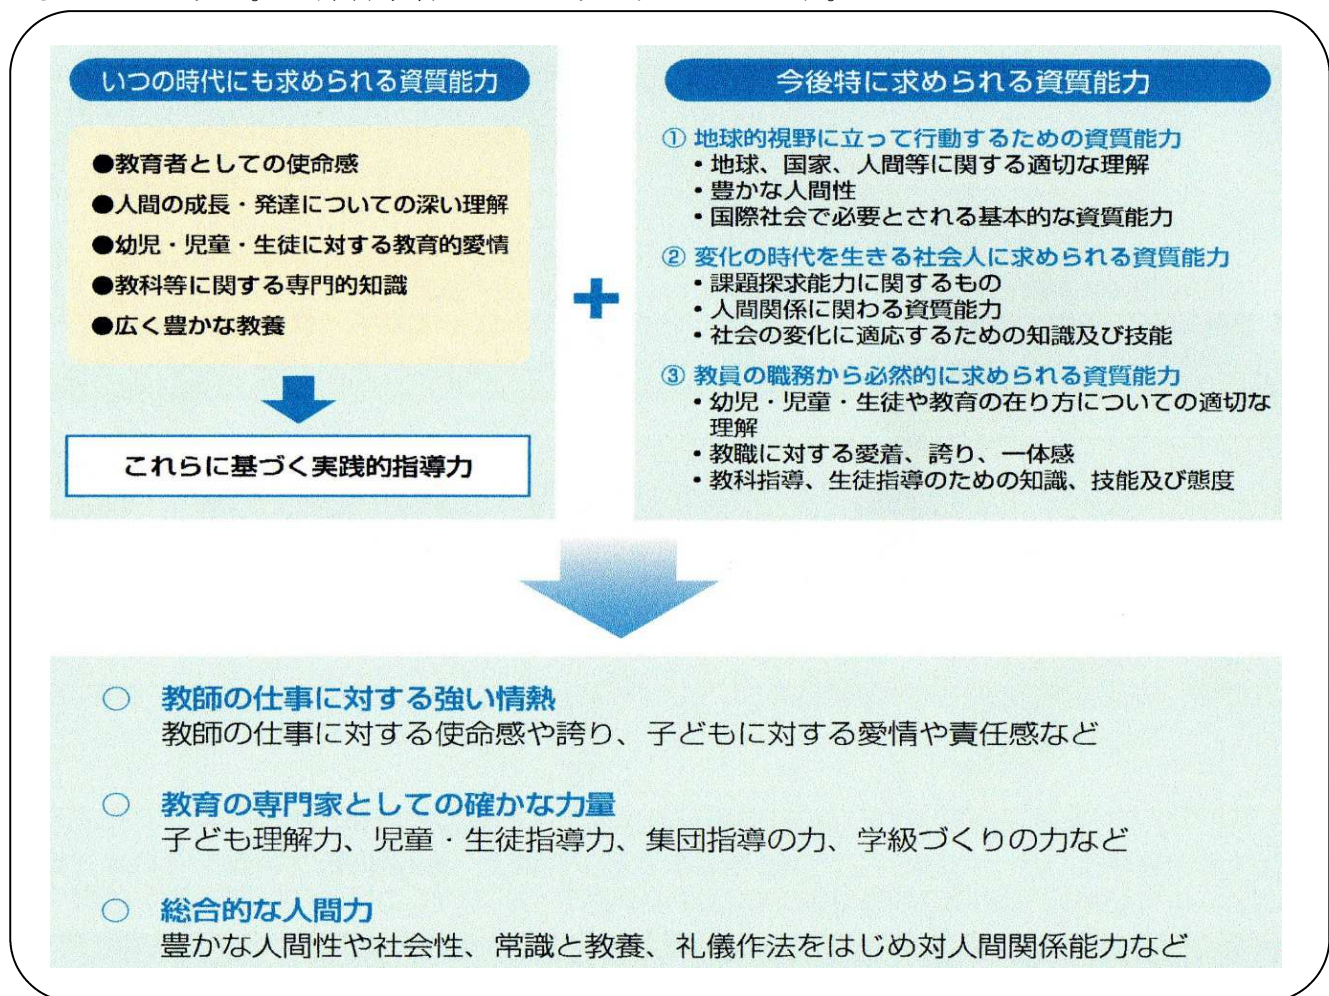 いつの時代にも求められる資質能力
●教育者としての使命感
●人間の成長・発達についての深い理解
●幼児・児童・生徒に対する教育的愛情
●教科等に関する専門的知識
●広く豊かな教養
これらに基づく実践的指導力
今後特に求められる資質能力
① 地球的視野に立って行動するための資質能力
・地球、国家、人間等に関する適切な理解
・豊かな人間性
・国際社会で必要とされる基本的な資質能力
② 変化の時代を生きる社会人に求められる資質能力
・課題探求能力に関するもの
・人間関係に関わる資質能力
・社会の変化に適応するための知識及び技能
③ 教員の職務から必然的に求められる資質能力
・幼児・児童・生徒や教育の在り方についての適切な
理解
・教職に対する愛着、誇り、一体感
・教科指導、生徒指導のための知識、技能及び態度
○ 教師の仕事に対する強い情熱
教師の仕事に対する使命感や誇り、子どもに対する愛情や責任感など
○ 教育の専門家としての確かな力量
子ども理解力、児童・生徒指導力、集団指導の力、学級づくりの力など
○ 総合的な人間力
豊かな人間性や社会性、常識と教養、礼儀作法をはじめ対人間関係能力など